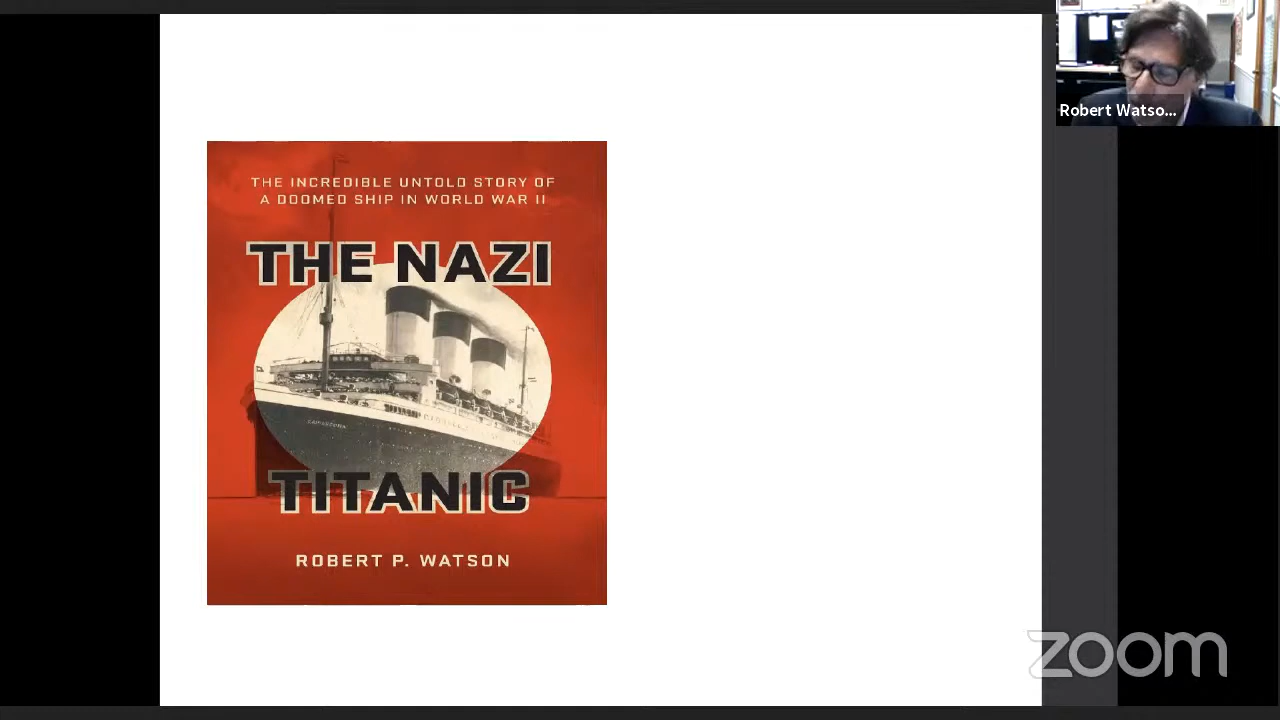 THE INCREDIBLE UNTOLD STORY OF
A DOOMED SHIP IN WORLD WAR II
THE NAZI
TITANIC
ROBERT P. WATSON
Robert Watso...
zoom